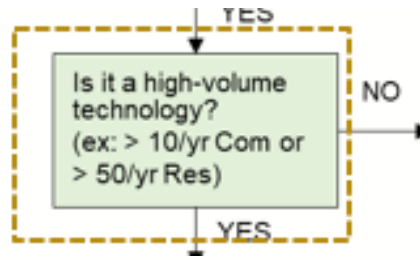 YES
Is it a high-volume
technology?
(ex: > 10/yr Com or
> 50/yr Res)
NO
YES